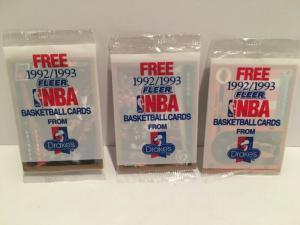 FREE
1992/1993
FLEER
NBA
BASKETBALL CARDS
FROM
Drake's
FREE
1992/1993
FLEER
NBA
BASKETBALL CARDS
FROM
Drake's
FREE
1992/1993
FLEER
NBA
BASKETBALL CARDS
FROM
Drake's